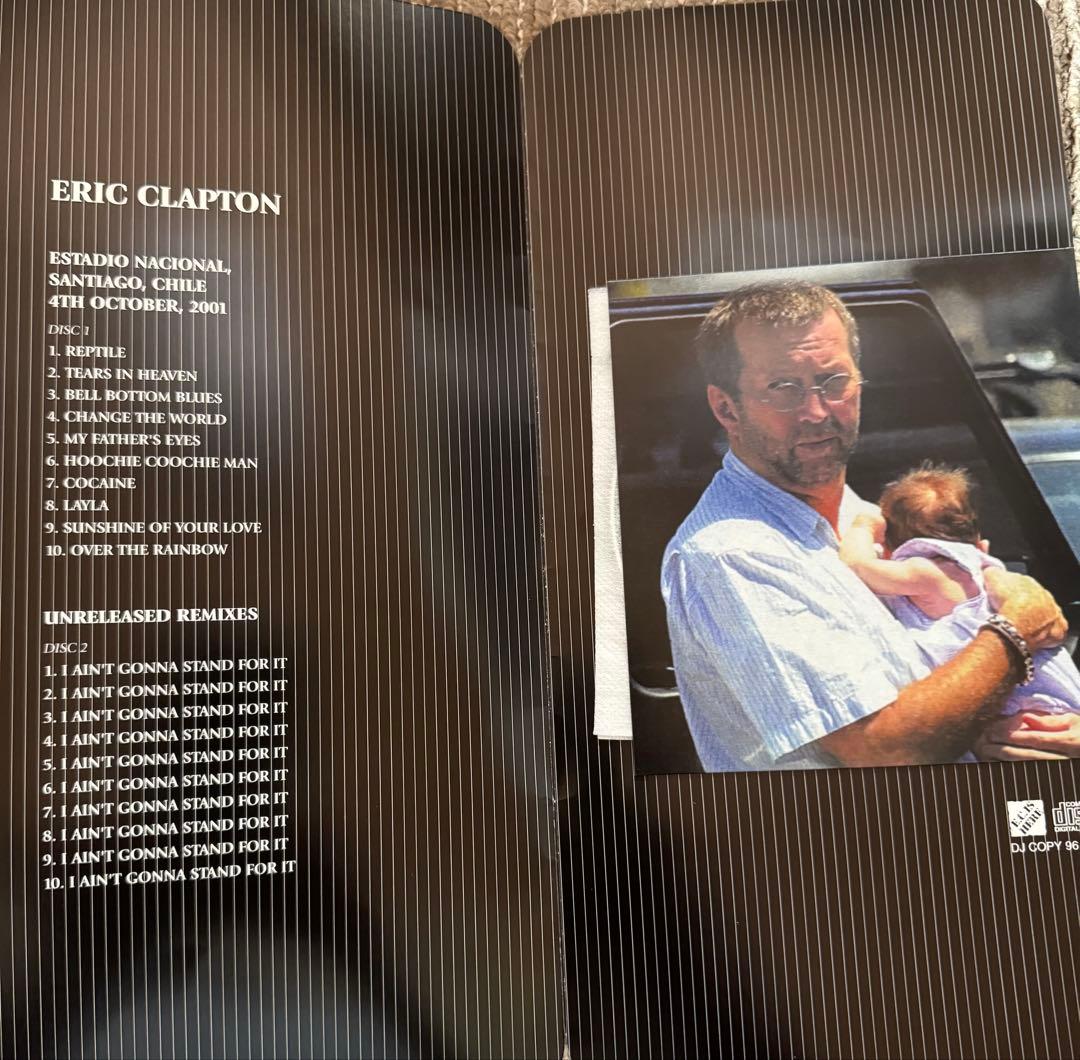 ERIC CLAPTON
ESTADIO NACIONAL,
SANTIAGO, CHILE
4TH OCTOBER, 2001
DISC 1
1. REPTILE
2. TEARS IN HEAVEN
3. BELL BOTTOM BLUES
4. CHANGE THE WORLD
5. MY FATHER'S EYES
6. HOOCHIE COOCHIE MAN
7. COCAINE
8. LAYLA
9. SUNSHINE OF YOUR LOVE
10. OVER THE RAINBOW
UNRELEASED REMIXES
DISC 2
1. I AIN'T GONNA STAND FOR IT
2. I AIN'T GONNA STAND FOR IT
3. I AIN'T GONNA STAND FOR IT
4. I AIN'T GONNA STAND FOR IT
5. I AIN'T GONNA STAND FOR IT
6. I AIN'T GONNA STAND FOR IT
7. I AIN'T GONNA STAND FOR IT
8. I AIN'T GONNA STAND FOR IT
9. I AIN'T GONNA STAND FOR IT
10. I AIN'T GONNA STAND FOR IT
E.C. IS
HERE
DJ COPY 96